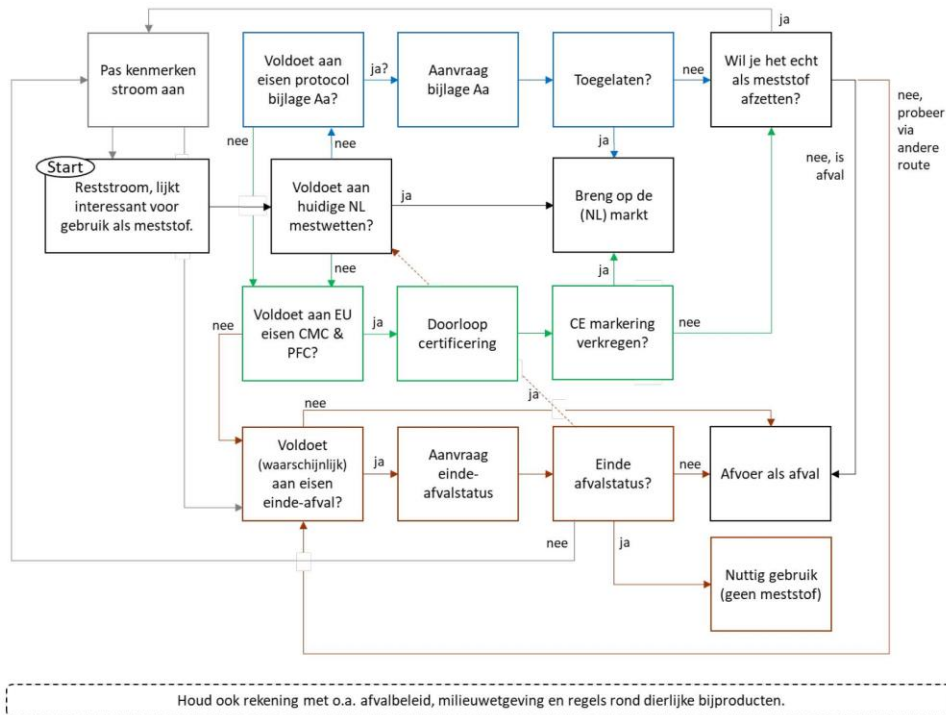 ja
Pas kenmerken
stroom aan
Voldoet aan
eisen protocol
bijlage Aa?
ja?
Aanvraag
bijlage Aa
Toegelaten?
nee
Wil je het echt
als meststof
afzetten?
nee,
probeer
via
andere
route
nee
nee
ja
nee, is
afval
Start
Reststroom, lijkt
interessant voor
gebruik als meststof.
Voldoet aan
huidige NL
mestwetten?
ja
Breng op de
(NL) markt
nee
ja
nee
Voldoet aan EU
eisen CMC &
PFC?
ja
Doorloop
certificering
CE markering
verkregen?
nee
nee
ja
Voldoet
(waarschijnlijk)
aan eisen
einde-afval?
ja
Aanvraag
einde-
afvalstatus
Einde
afvalstatus?
nee
Afvoer als afval
nee
ja
Nuttig gebruik
(geen meststof)
Houd ook rekening met o.a. afvalbeleid, milieuwetgeving en regels rond dierlijke bijproducten.